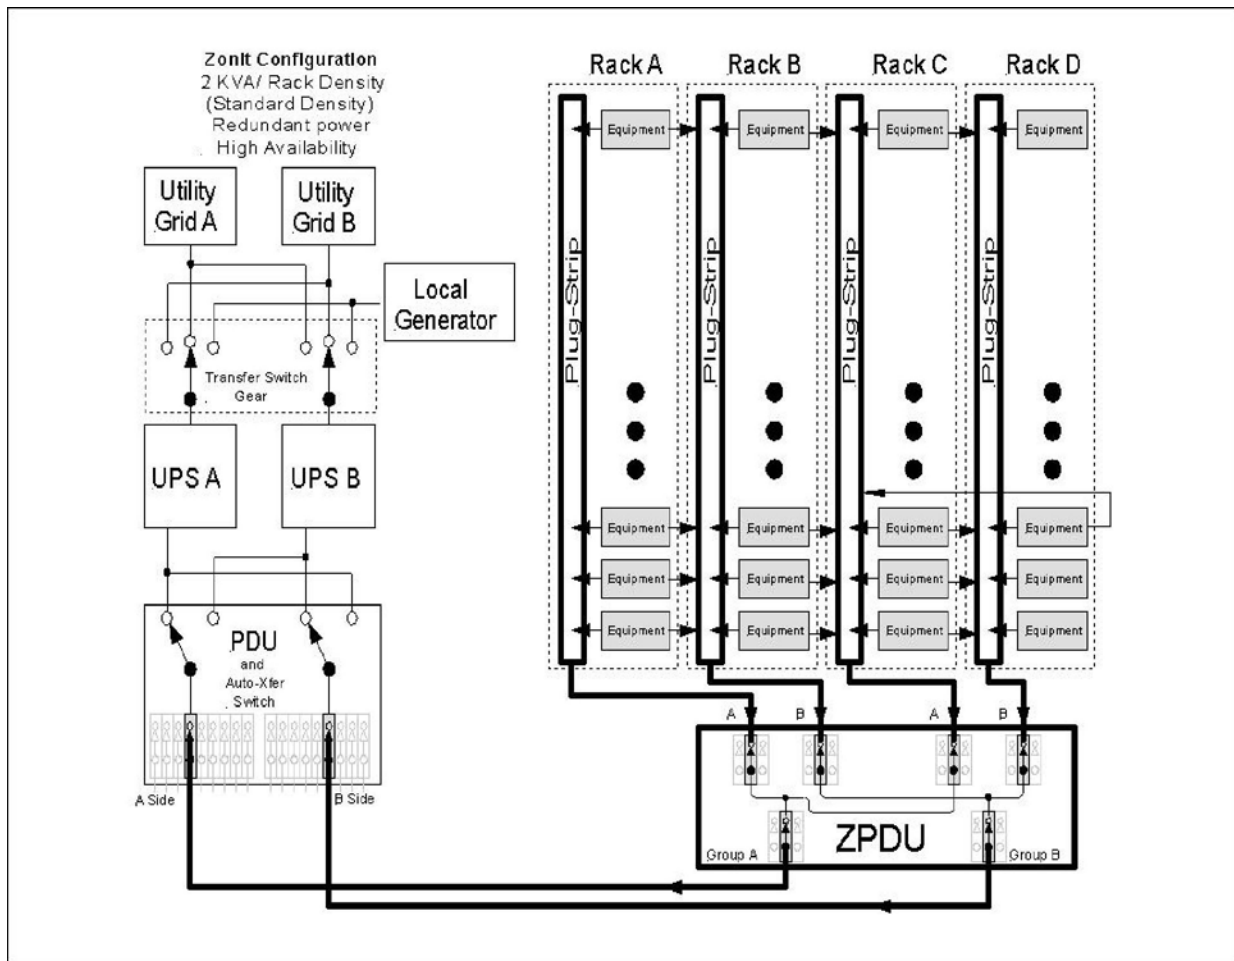 Zonit Configuration
2 KVA/ Rack Density
(Standard Density)
Redundant power
High Availability
Utility
Grid A
Utility
Grid B
Local
Generator
Transfer Switch
Gear
UPS A
UPS B
PDU
and
Auto-Xfer
Switch
A Side
B Side
Rack A
Rack B
Rack C
Rack D
Equipment
Equipment
Equipment
Equipment
Plug-Strip
Plug-Strip
Plug-Strip
Plug-Strip
Equipment
Equipment
Equipment
Equipment
Equipment
Equipment
Equipment
Equipment
Equipment
Equipment
Equipment
Equipment
A
B
A
B
Group A
ZPDU
Group B